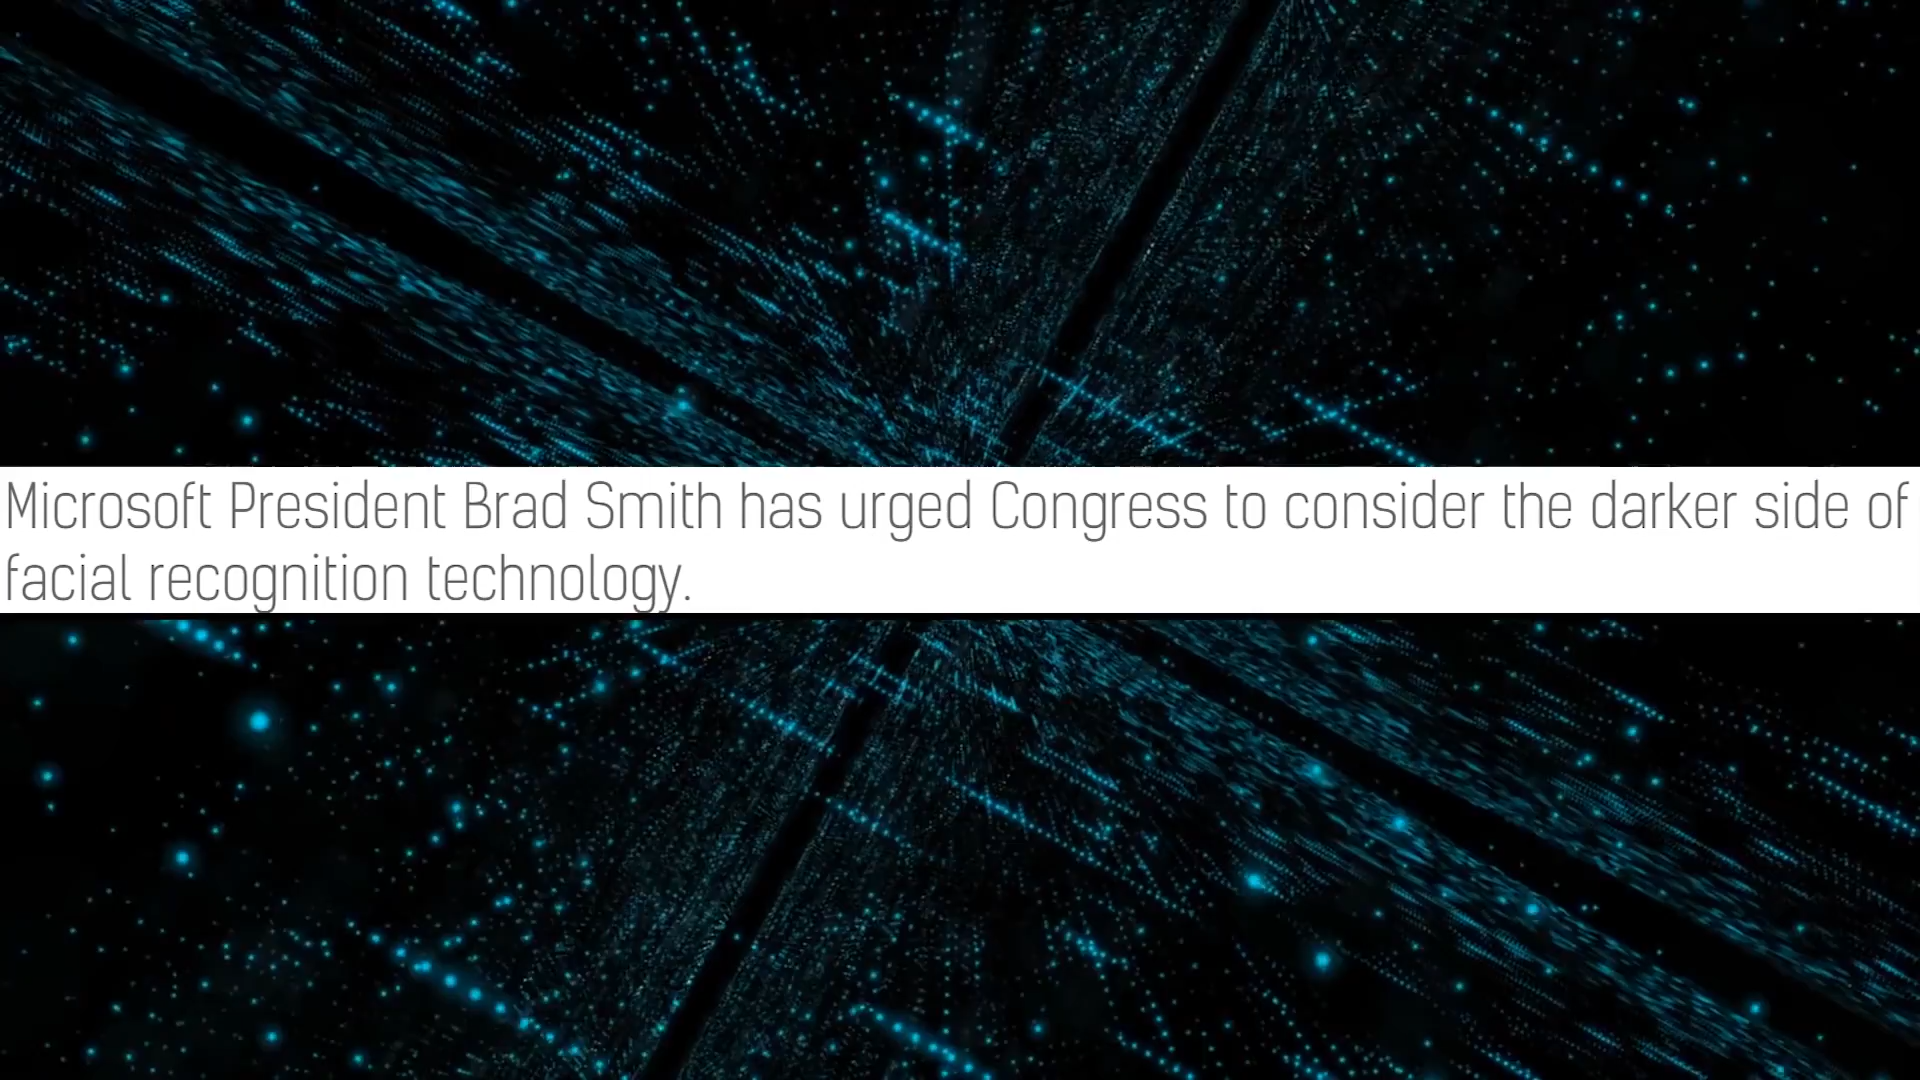 Microsoft President Brad Smith has urged Congress to consider the darker side of
facial recognition technology.